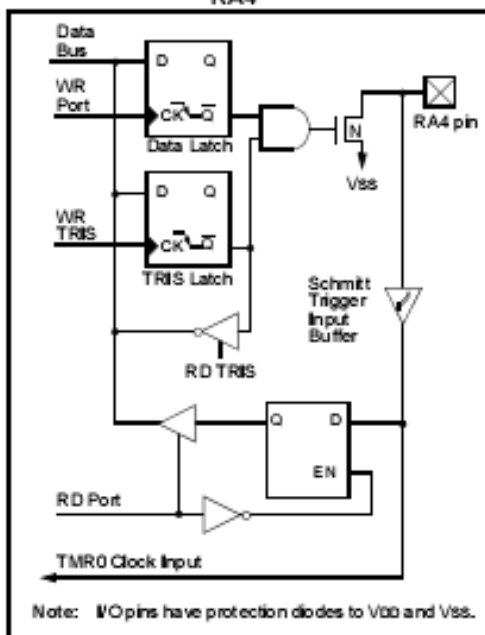 RA4
Data
Bus
D Q
WR
Port
CK Q
N
RA4 pin
Data Latch
VSS
D Q
WR
TRIS
CK Q
TRIS Latch
Schmitt
Trigger
Input
Buffer
RD TRIS
Q D
EN
RD Port
TMR0 Clock Input
Note: I/O pins have protection diodes to VDD and VSS.